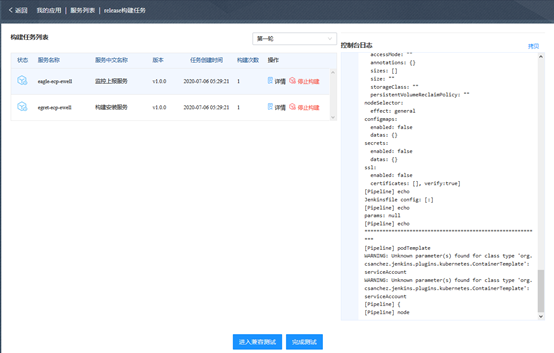 返回 我的应用 | 服务列表 | release构建任务
构建任务列表
第一轮
状态 服务名称 服务中文名称 版本 任务创建时间 构建次数 操作
eagle-ecp-ewell 监控上报服务 v1.0.0 2020-07-06 05:29:21 1 详情 停止构建
egret-ecp-ewell 构建安装服务 v1.0.0 2020-07-06 05:29:21 1 详情 停止构建
控制台日志
拷贝
accessMode: ""
annotations: {}
sizes: []
size: ""
storageClass: ""
persistentVolumeReclaimPolicy: ""
nodeSelector:
effect: general
configmaps:
enabled: false
datas: {}
secrets:
enabled: false
datas: {}
ssl:
enabled: false
certificates: [], verify:true]
[Pipeline] echo
Jenkinsfile config: [:]
[Pipeline] echo
params: null
[Pipeline] echo
[Pipeline] podTemplate
WARNING: Unknown parameter(s) found for class type 'org.
csanchez.jenkins.plugins.kubernetes.ContainerTemplate':
serviceAccount
WARNING: Unknown parameter(s) found for class type 'org.
csanchez.jenkins.plugins.kubernetes.ContainerTemplate':
serviceAccount
[Pipeline] {
[Pipeline] node
进入兼容测试 完成测试